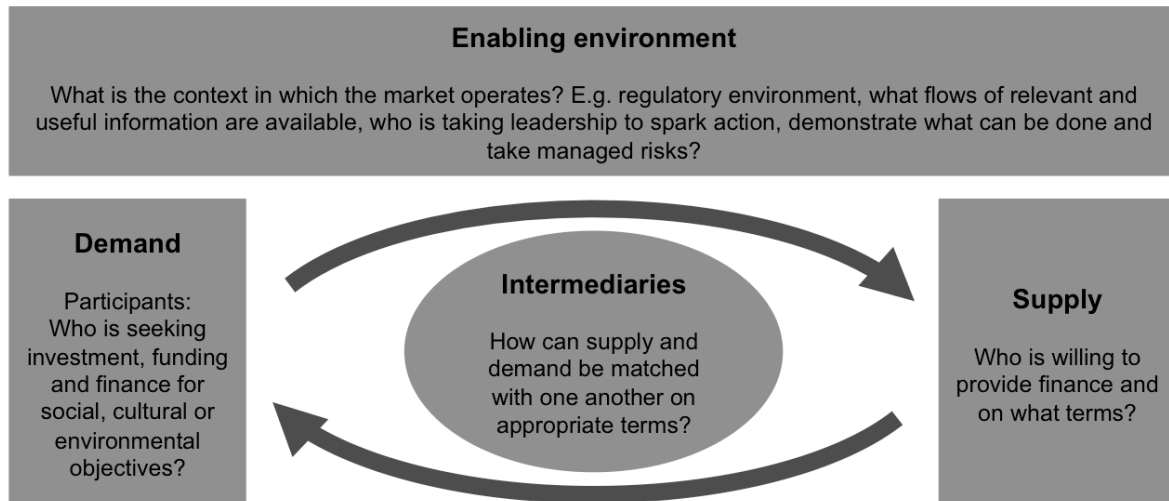 Enabling environment
What is the context in which the market operates? E.g. regulatory environment, what flows of relevant and
useful information are available, who is taking leadership to spark action, demonstrate what can be done and
take managed risks?
Demand
Participants:
Who is seeking
investment, funding
and finance for
social, cultural or
environmental
objectives?
Intermediaries
How can supply and
demand be matched
with one another on
appropriate terms?
Supply
Who is willing to
provide finance and
on what terms?